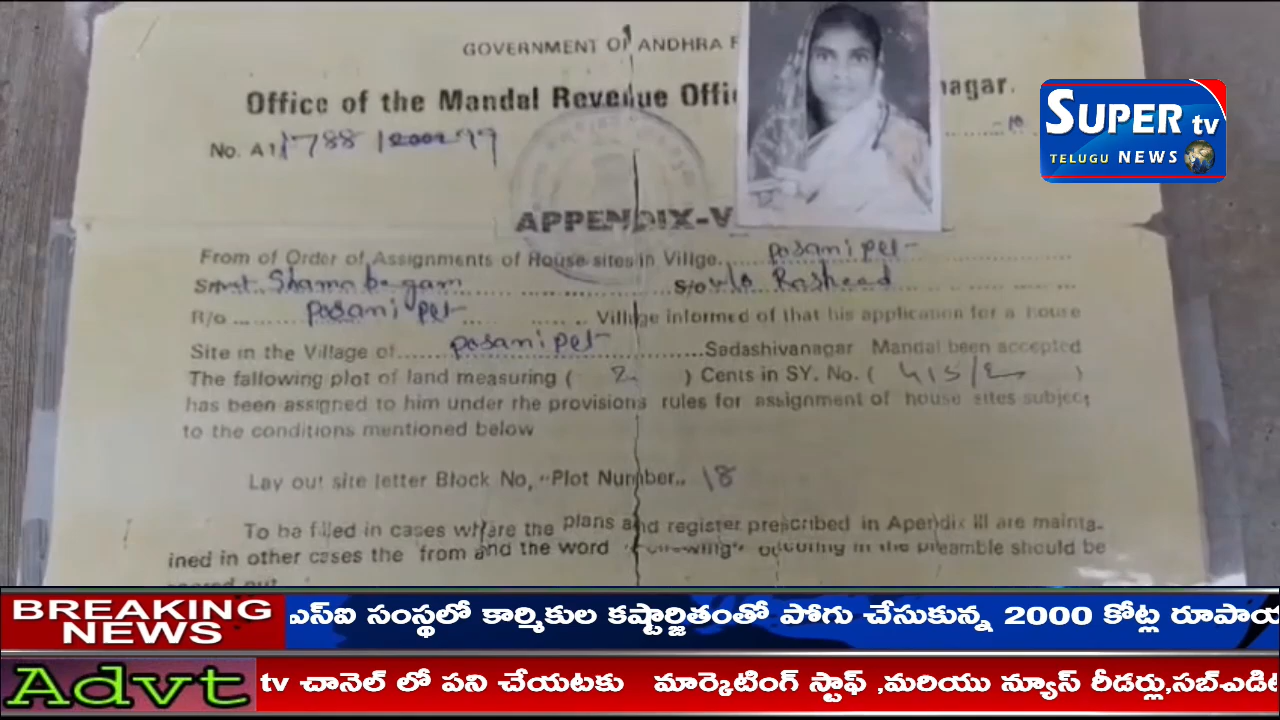 GOVERNMENT OF ANDHRA
Office of the Mandal Revenue Offi nagar.
No. A1/1788
APPENDIX-V
From of Order of Assignments of House sites in Villge. posanipet
Smt. Shama begam S/o w/o Rasheed
R/o posanipet Village informed of that his application for a house
Site in the Village of posanipet Sadashivanagar Mandal been accepted
The fallowing plot of land measuring ( 2 ) Cents in SY. No. ( 415/2 )
has been assigned to him under rhe provisions rules for assignment of house sites subject
to the conditions mentioned below
Lay out site letter Block No, "Plot Number.. 18
To be filled in cases where the plans and register prescribed in Apendix III are mainta-
ined in other cases the from and the word in the preamble should be
SUPER tv
TELUGU NEWS
BREAKING NEWS
ఎస్ఐ సంస్థలో కార్మికుల కష్టార్జితంతో పోగు చేసుకున్న 2000 కోట్ల రూపాయ
Advt
tv చానెల్ లో పని చేయటకు మార్కెటింగ్ స్టాఫ్ ,మరియు న్యూస్ రీడర్లు,సబ్-ఎడిట